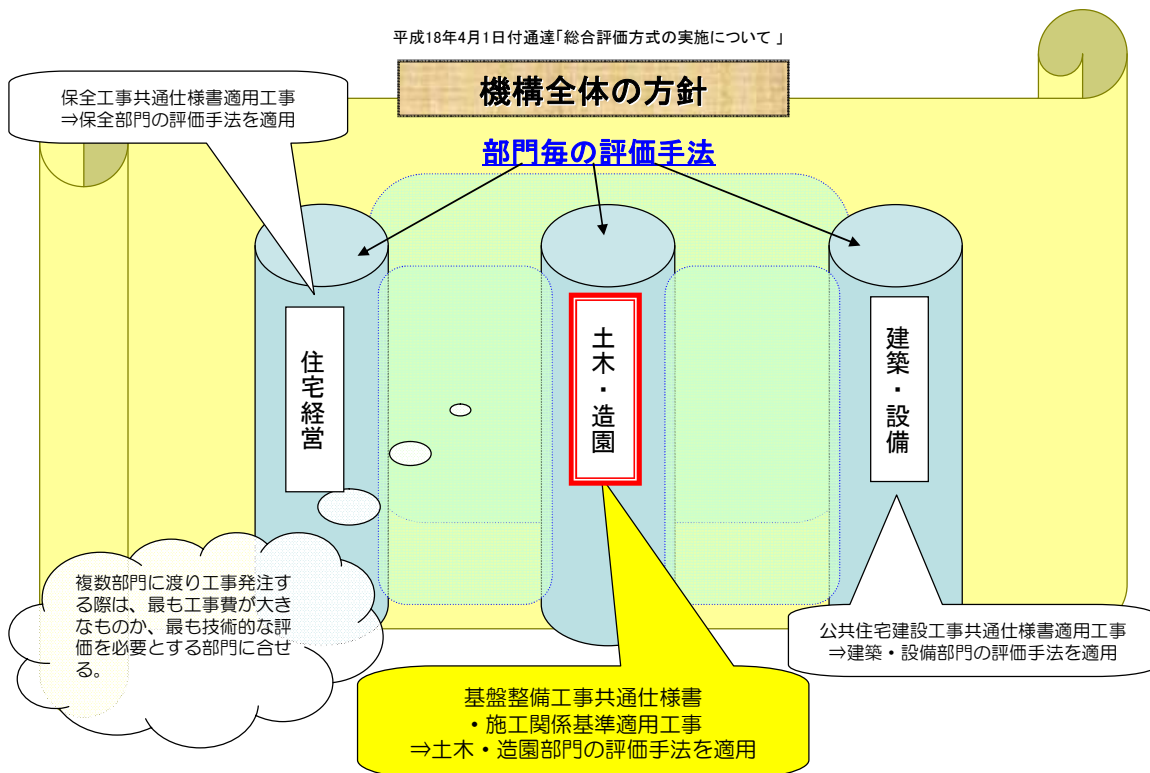 平成18年4月1日付通達「総合評価方式の実施について 」
機構全体の方針
部門毎の評価手法
保全工事共通仕様書適用工事
⇒保全部門の評価手法を適用
住宅経営
土木・造園
建築・設備
複数部門に渡り工事発注す
る際は、最も工事費が大き
なものか、最も技術的な評
価を必要とする部門に合せ
る。
基盤整備工事共通仕様書
・施工関係基準適用工事
⇒土木・造園部門の評価手法を適用
公共住宅建設工事共通仕様書適用工事
⇒建築・設備部門の評価手法を適用